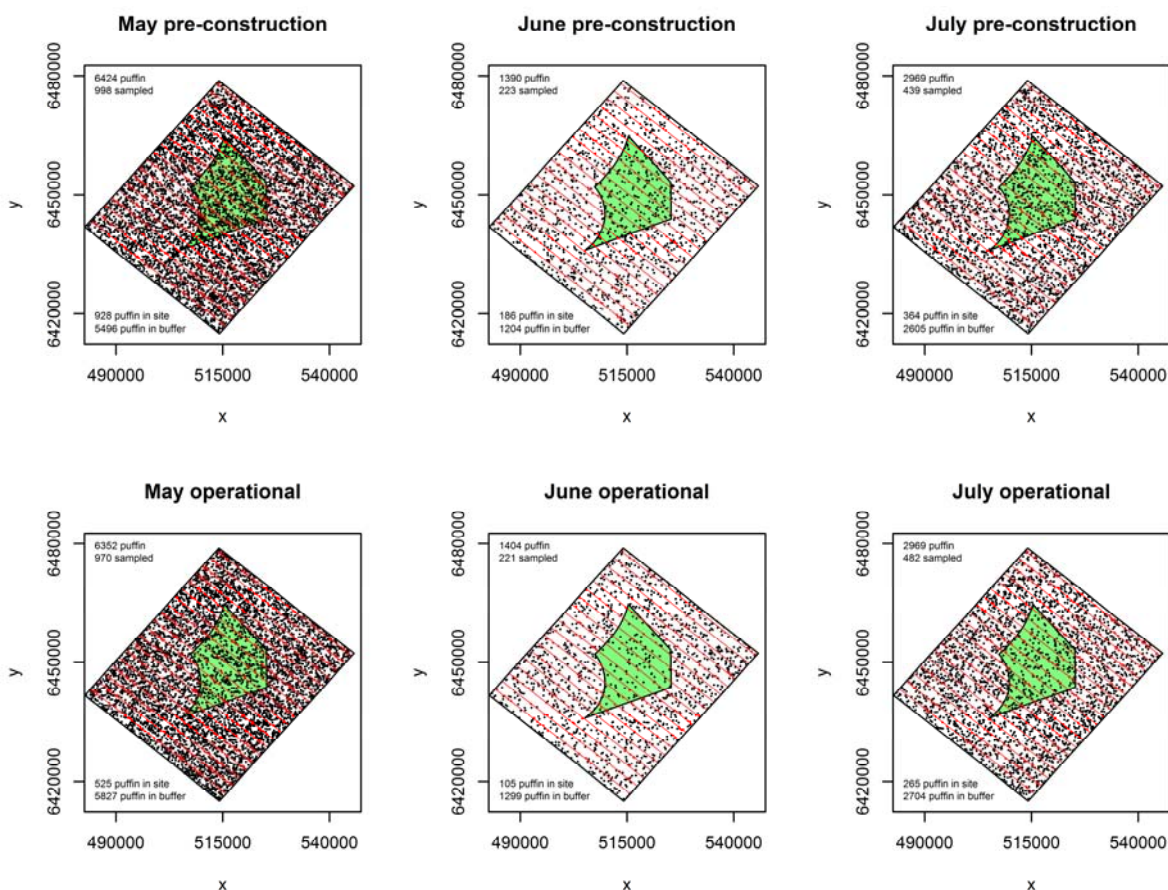 May pre-construction
6424 puffin
998 sampled
928 puffin in site
5496 puffin in buffer
6480000
6450000
6420000
y
490000 515000 540000
x
June pre-construction
1390 puffin
223 sampled
186 puffin in site
1204 puffin in buffer
6480000
6450000
6420000
y
490000 515000 540000
x
July pre-construction
2969 puffin
439 sampled
364 puffin in site
2605 puffin in buffer
6480000
6450000
6420000
y
490000 515000 540000
x
May operational
6352 puffin
970 sampled
525 puffin in site
5827 puffin in buffer
6480000
6450000
6420000
y
490000 515000 540000
x
June operational
1404 puffin
221 sampled
105 puffin in site
1299 puffin in buffer
6480000
6450000
6420000
y
490000 515000 540000
x
July operational
2969 puffin
482 sampled
265 puffin in site
2704 puffin in buffer
6480000
6450000
6420000
y
490000 515000 540000
x